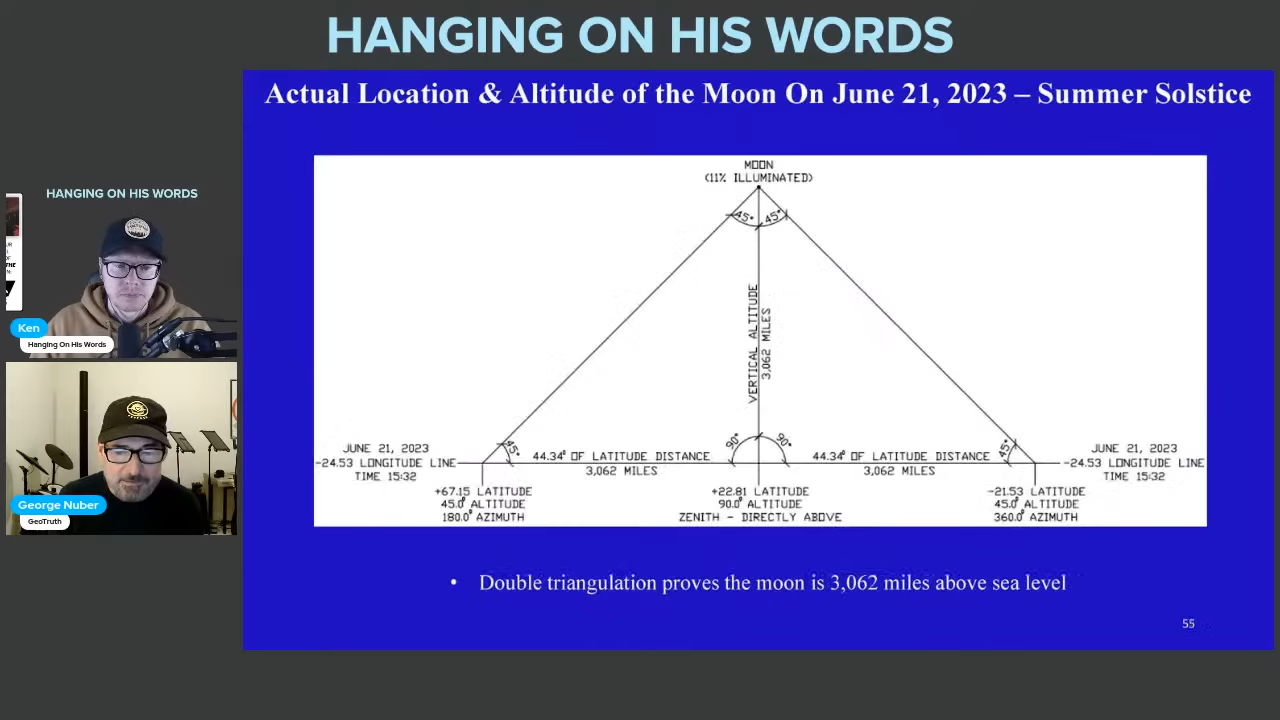 HANGING ON HIS WORDS
Actual Location & Altitude of the Moon On June 21, 2023 – Summer Solstice
MOON
(11% ILLUMINATED)
45° 45°
VERTICAL ALTITUDE
3,062 MILES
45° 90° 90° 45°
JUNE 21, 2023
-24.53 LONGITUDE LINE
TIME 15:32
44.34° OF LATITUDE DISTANCE
3,062 MILES
44.34° OF LATITUDE DISTANCE
3,062 MILES
JUNE 21, 2023
-24.53 LONGITUDE LINE
TIME 15:32
+67.15 LATITUDE
45.0° ALTITUDE
180.0° AZIMUTH
+22.81 LATITUDE
90.0° ALTITUDE
ZENITH - DIRECTLY ABOVE
-21.53 LATITUDE
45.0° ALTITUDE
360.0° AZIMUTH
• Double triangulation proves the moon is 3,062 miles above sea level
55
HANGING ON HIS WORDS
Ken
Hanging On His Words
George Nuber
GeoTruth